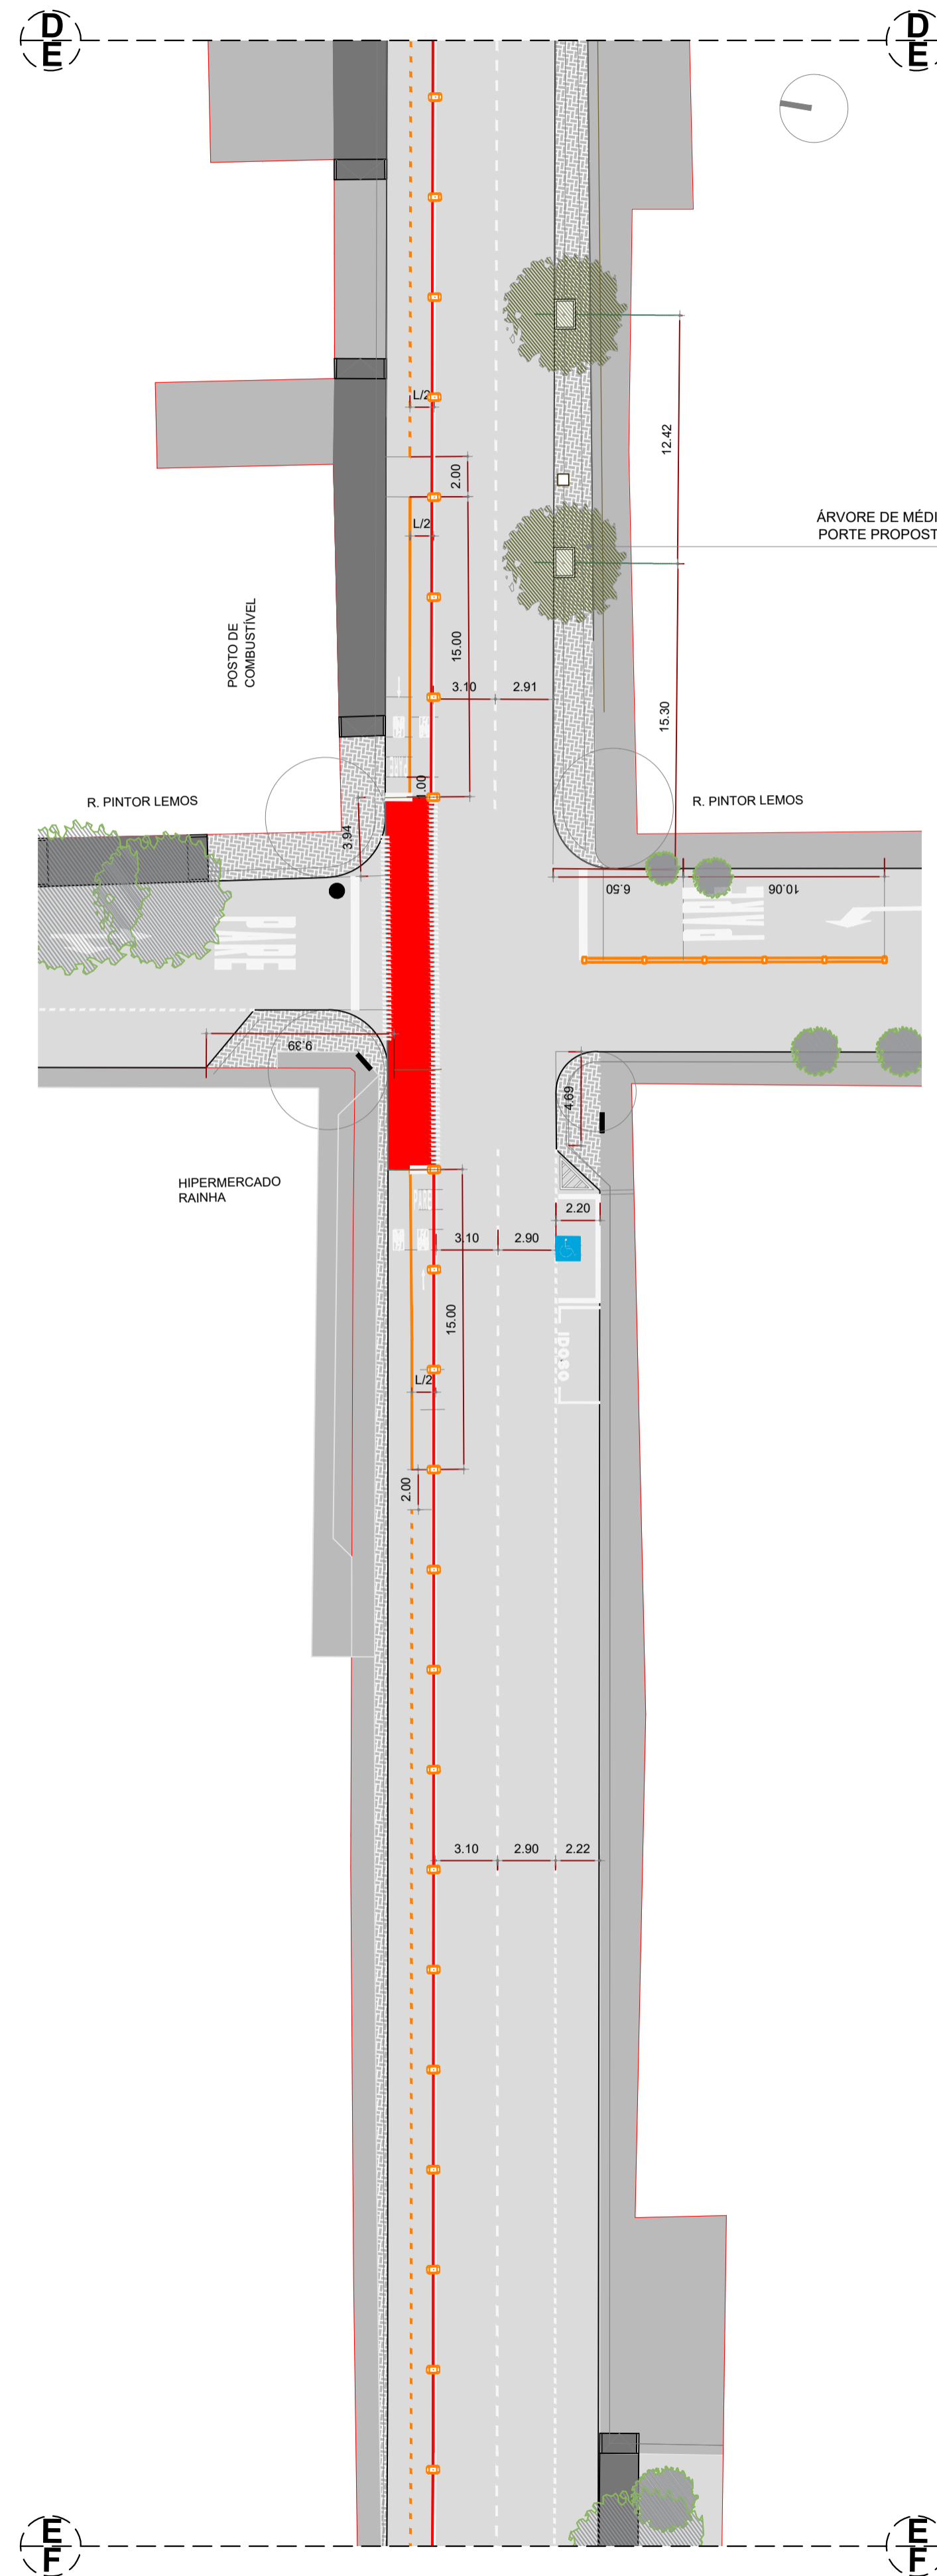 D
E
D
E
L/2
2.00
12.42
L/2
ÁRVORE DE MÉDI
PORTE PROPOST
POSTO DE
COMBUSTÍVEL
15.00
3.10
2.91
15.30
1.00
R. PINTOR LEMOS
R. PINTOR LEMOS
3.94
6.50
10.06
PARE
PARE
9.39
4.69
HIPERMERCADO
RAINHA
2.20
3.10
2.90
15.00
idoso
L/2
2.00
3.10
2.90
2.22
E
F
E
F